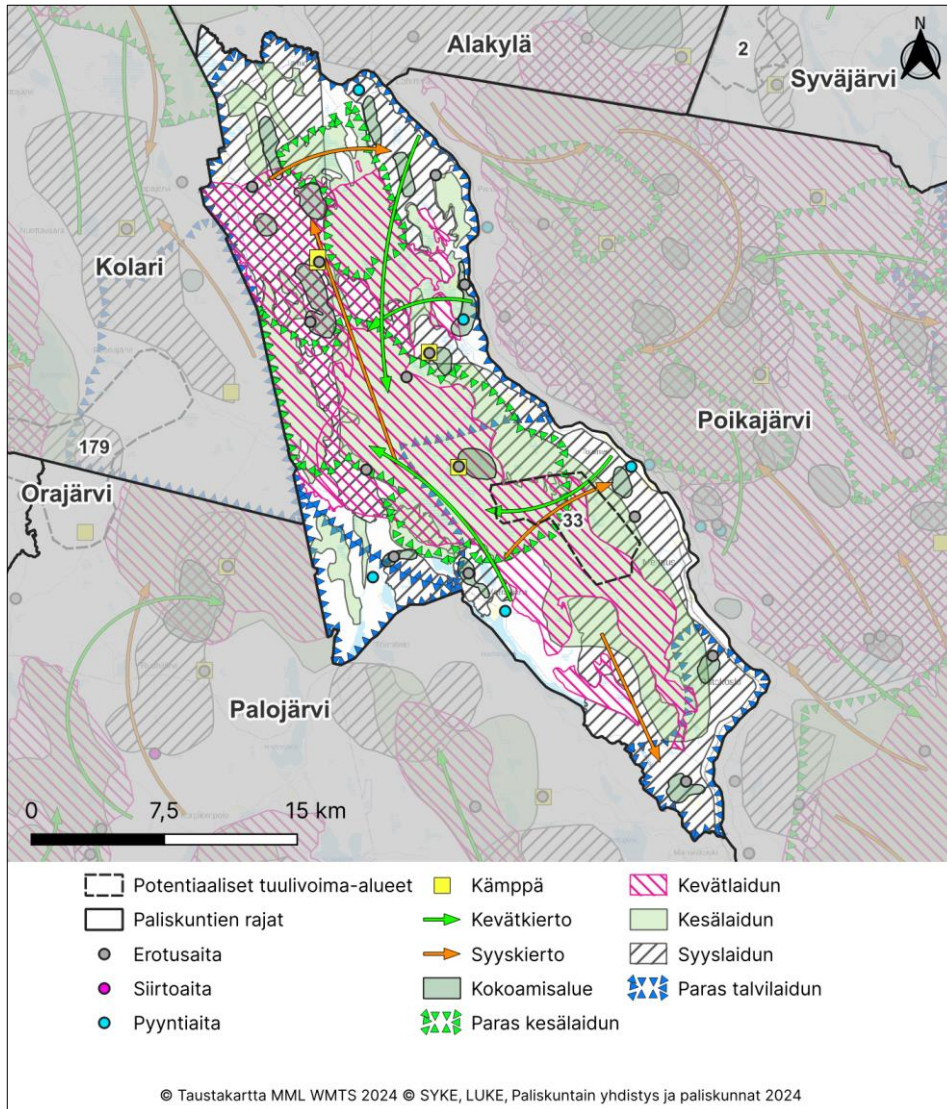 N
Alakylä
2
Syväjärvi
Kolari
Poikajärvi
179
Orajärvi
33
Palojärvi
0 7,5 15 km
Potentiaaliset tuulivoima-alueet
Kämppä
Kevätlaidun
Paliskuntien rajat
Kevätkierto
Kesälaidun
Erotusaita
Syyskierto
Syyslaidun
Siirtoaita
Kokoamisalue
Paras talvilaidun
Pyyntiaita
Paras kesälaidun
© Taustakartta MML WMTS 2024 © SYKE, LUKE, Paliskuntain yhdistys ja paliskunnat 2024